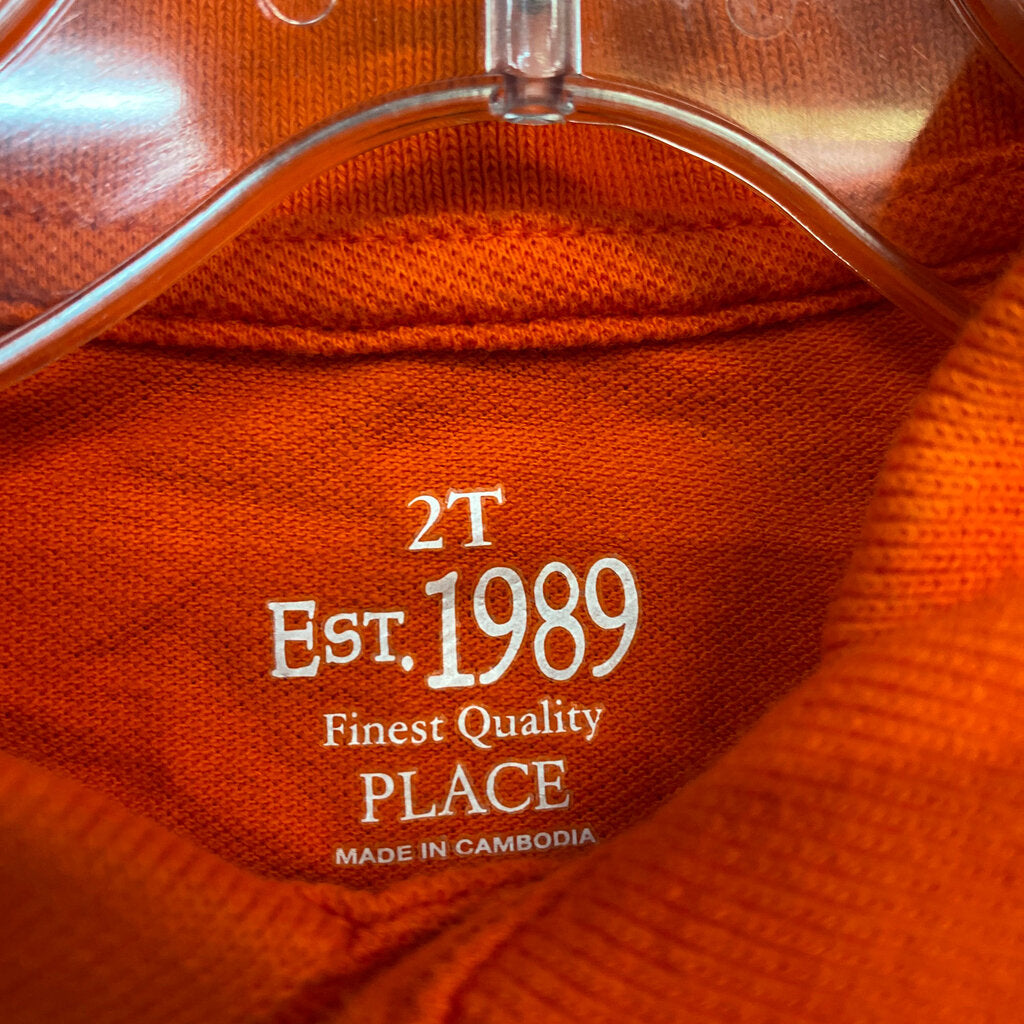 2T
EST. 1989
Finest Quality
PLACE
MADE IN CAMBODIA